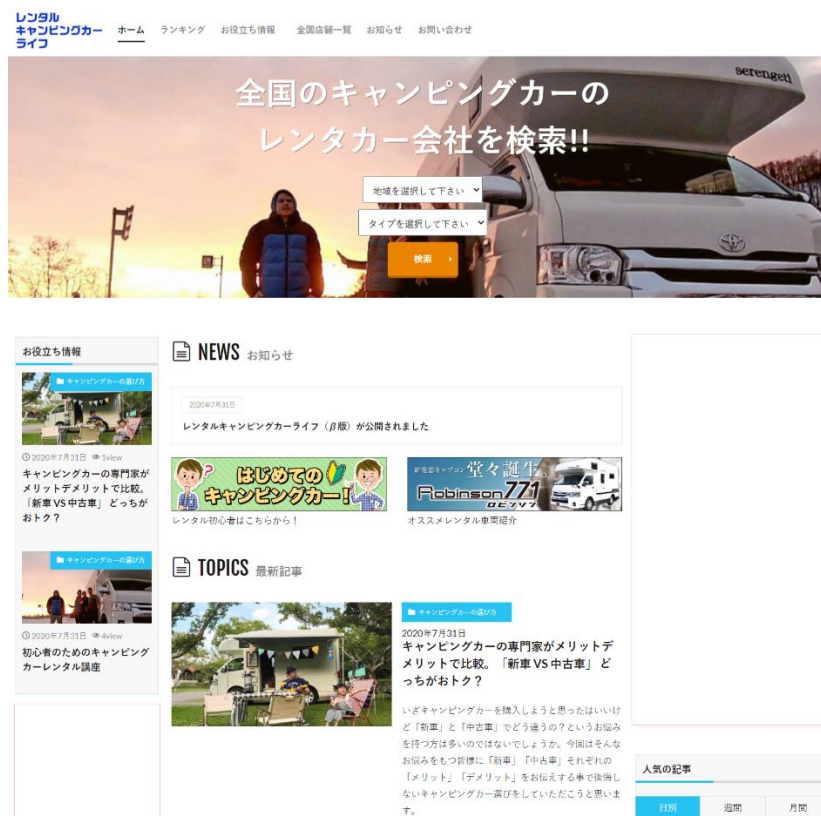 レンタル
キャンピングカー
ライフ
ホーム
ランキング
お役立ち情報
全国店舗一覧
お知らせ
お問い合わせ
serengeti
全国のキャンピングカーの
レンタカー会社を検索!!
地域を選択して下さい
タイプを選択して下さい
検索
お役立ち情報
キャンピングカーの選び方
2020年7月31日 1view
キャンピングカーの専門家が
メリットデメリットで比較。
「新車 VS 中古車」 どっちが
おトク？
キャンピングカーの選び方
2020年7月31日 4view
初心者のためのキャンピング
カーレンタル講座
NEWS お知らせ
2020年7月31日
レンタルキャンピングカーライフ（β版）が公開されました
はじめての
キャンピングカー!
レンタル初心者はこちらから！
新発想キャブコン 堂々誕生
Robinson771
ロビンソン
オススメレンタル車両紹介
TOPICS 最新記事
キャンピングカーの選び方
2020年7月31日
キャンピングカーの専門家がメリットデ
メリットで比較。「新車 VS 中古車」 ど
っちがおトク？
いざキャンピングカーを購入しようと思ったはいいけ
ど「新車」と「中古車」でどう違うの？というお悩み
を持つ方は多いのではないでしょうか。今回はそんな
お悩みをもつ皆様に「新車」「中古車」それぞれの
「メリット」「デメリット」をお伝えする事で後悔し
ないキャンピングカー選びをしていただこうと思いま
す。
人気の記事
日別
週間
月間